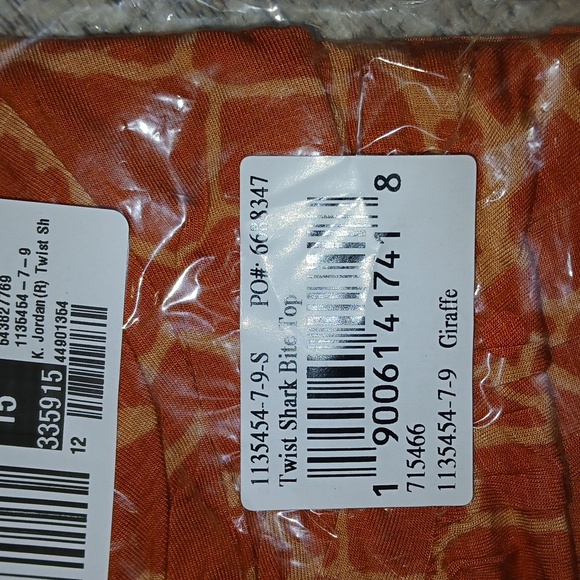 1135454-7-9-S PO#: 6688347
Twist Shark Bite Top
1 90061 41741 8
715466
1135454-7-9 Giraffe
643827769
1135454 - 7 - 9
K. Jordan(R) Twist Sh
44901354
15
335915
12